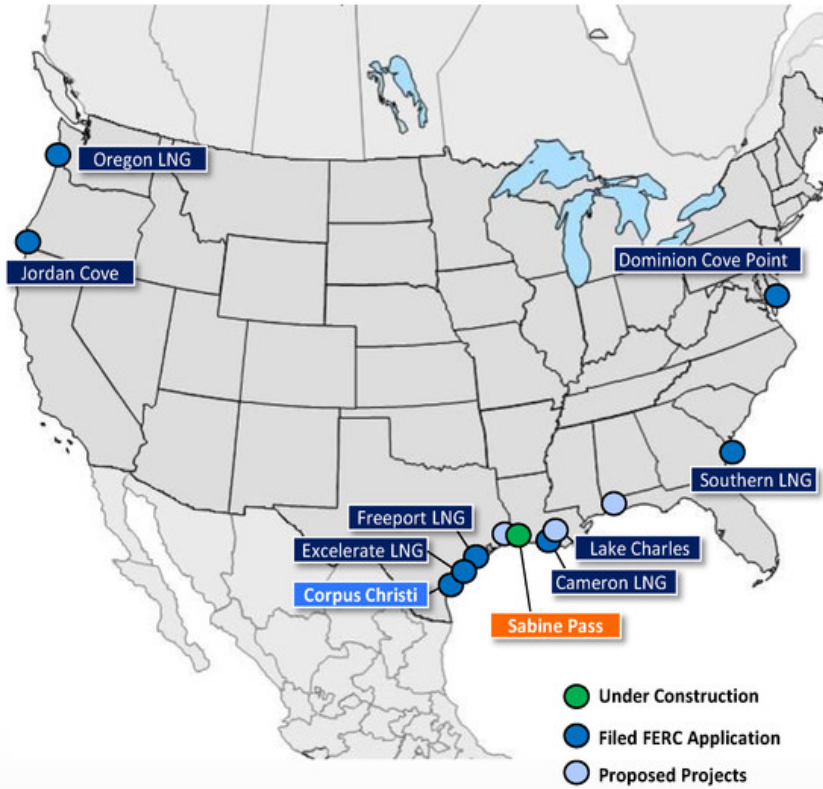 Oregon LNG
Jordan Cove
Dominion Cove Point
Southern LNG
Freeport LNG
Excelerate LNG
Lake Charles
Cameron LNG
Corpus Christi
Sabine Pass
Under Construction
Filed FERC Application
Proposed Projects